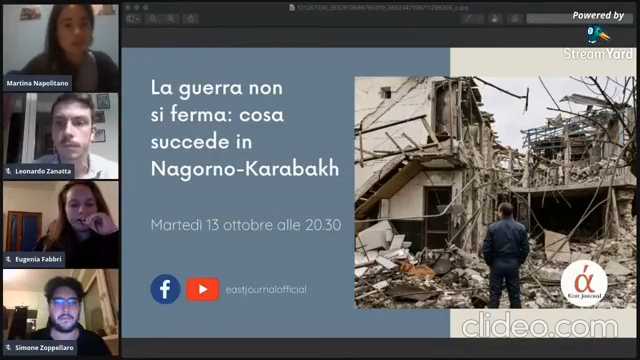 Powered by
StreamYard
Martina Napolitano
Leonardo Zanatta
Eugenia Fabbri
Simone Zoppellaro
La guerra non
si ferma: cosa
succede in
Nagorno-Karabakh
Martedì 13 ottobre alle 20.30
eastjournalofficial
East Journal
clideo.com